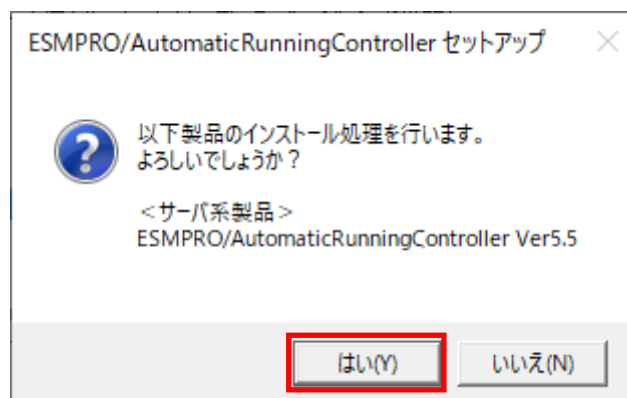 ESMPRO/AutomaticRunningController セットアップ
以下製品のインストール処理を行います。
よろしいでしょうか？
＜サーバ系製品＞
ESMPRO/AutomaticRunningController Ver5.5
はい(Y)
いいえ(N)